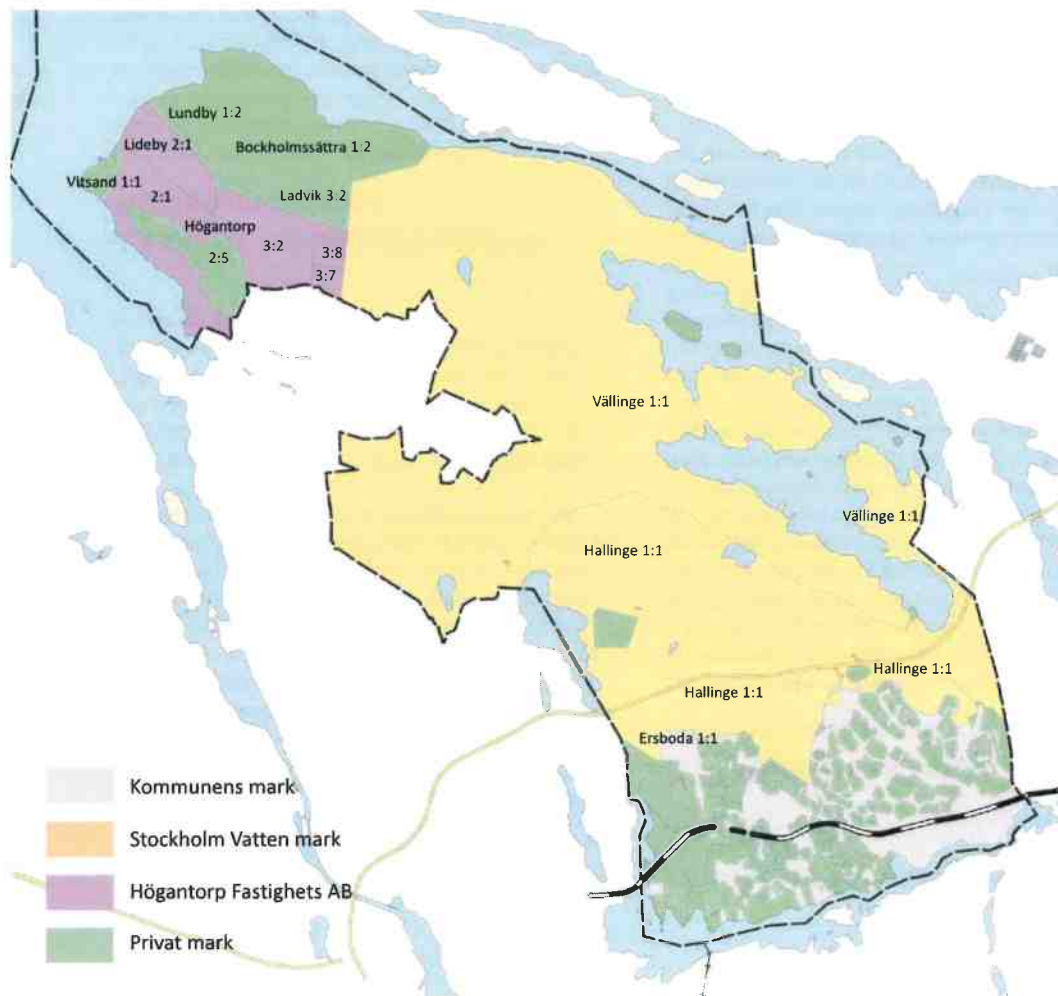 Lundby 1:2
Lideby 2:1
Bockholmssättra 1:2
Vitsand 1:1
2:1
Ladvik 3:2
Högantorp
3:2
3:8
2:5
3:7
Vällinge 1:1
Vällinge 1:1
Hallinge 1:1
Hallinge 1:1
Hallinge 1:1
Ersboda 1:1
Kommunens mark
Stockholm Vatten mark
Högantorp Fastighets AB
Privat mark